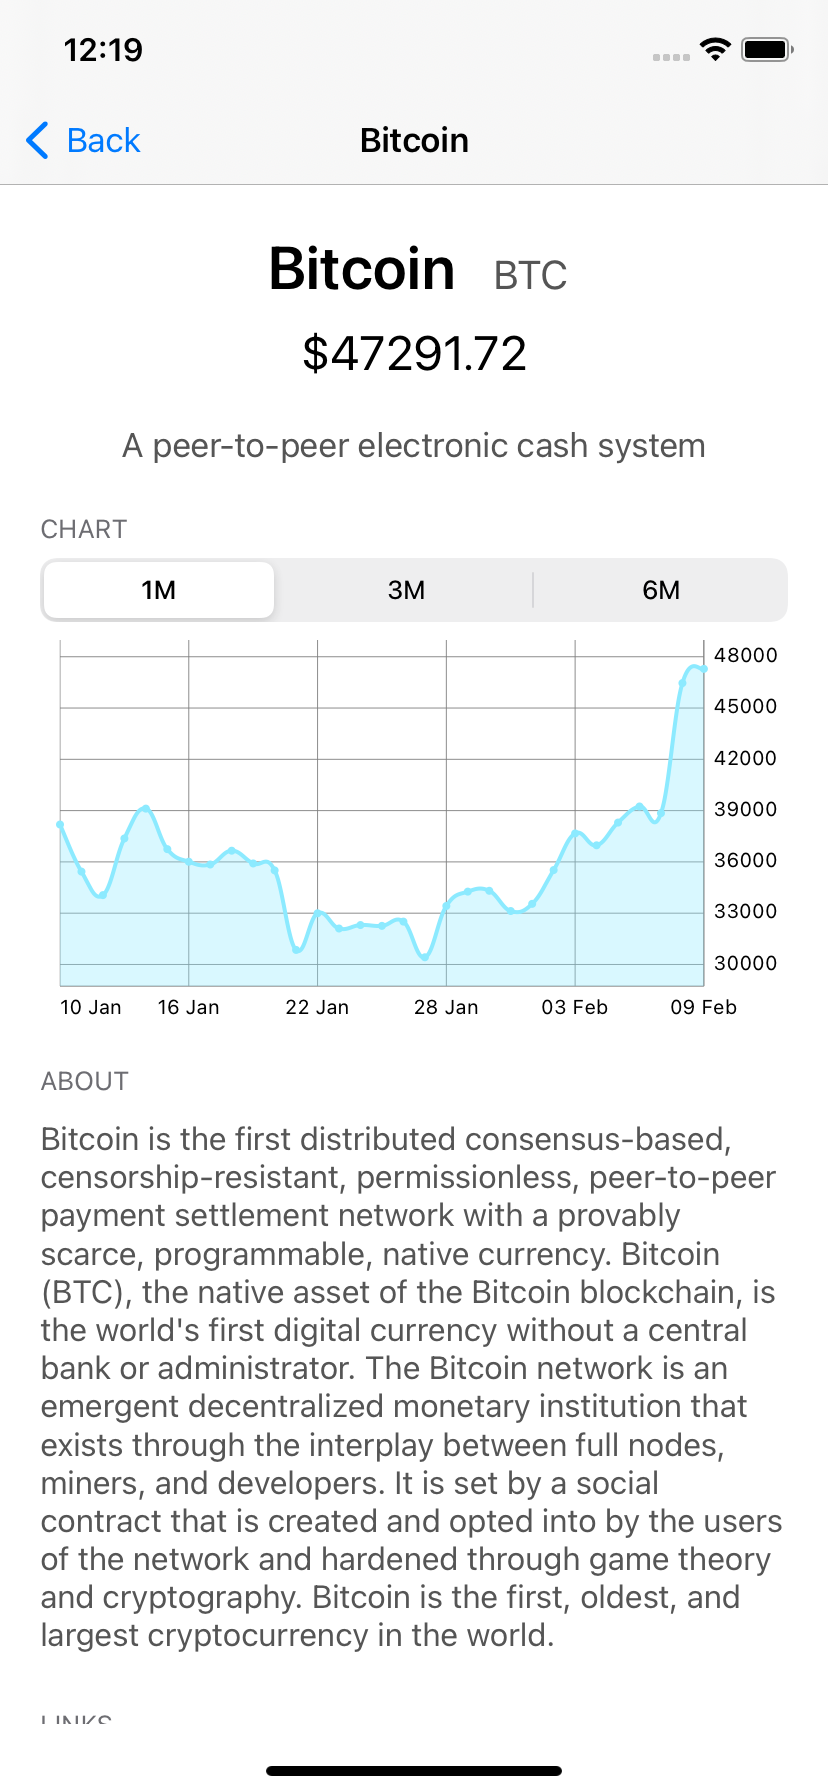 12:19
Back
Bitcoin
Bitcoin BTC
$47291.72
A peer-to-peer electronic cash system
CHART
1M 3M 6M
48000
45000
42000
39000
36000
33000
30000
10 Jan 16 Jan 22 Jan 28 Jan 03 Feb 09 Feb
ABOUT
Bitcoin is the first distributed consensus-based,
censorship-resistant, permissionless, peer-to-peer
payment settlement network with a provably
scarce, programmable, native currency. Bitcoin
(BTC), the native asset of the Bitcoin blockchain, is
the world's first digital currency without a central
bank or administrator. The Bitcoin network is an
emergent decentralized monetary institution that
exists through the interplay between full nodes,
miners, and developers. It is set by a social
contract that is created and opted into by the users
of the network and hardened through game theory
and cryptography. Bitcoin is the first, oldest, and
largest cryptocurrency in the world.
LINKS